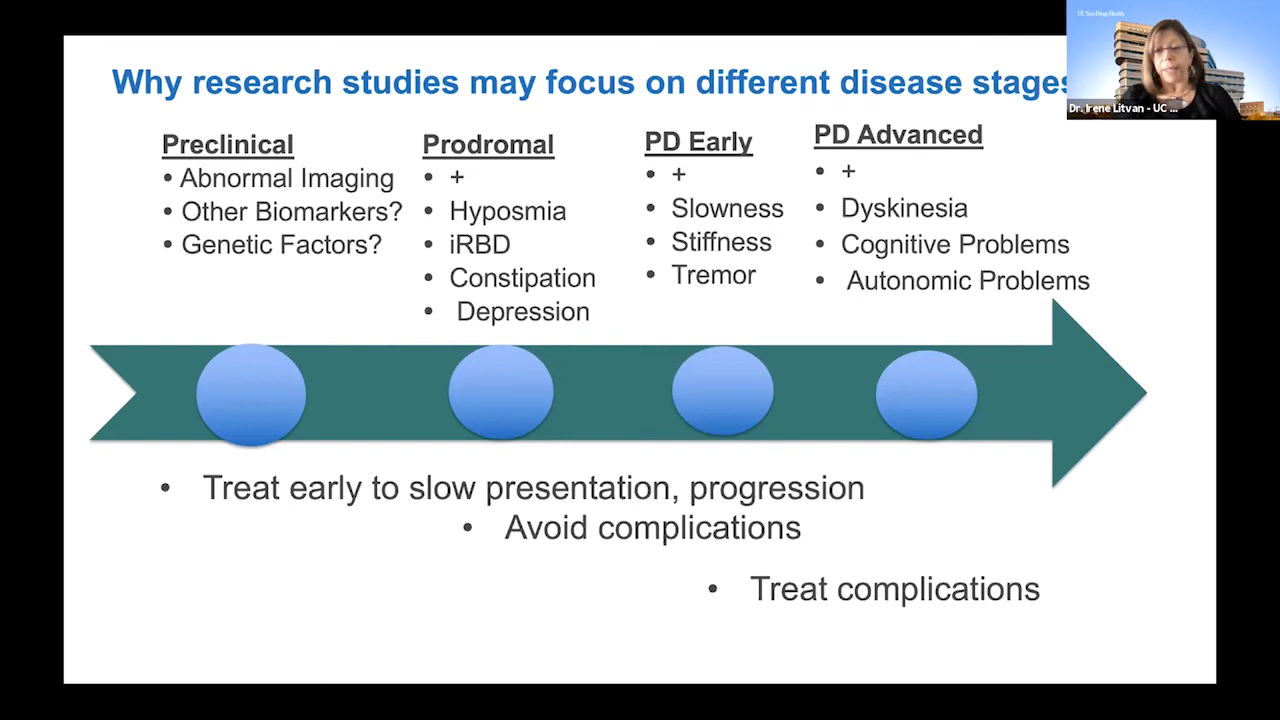 UC San Diego Health
Why research studies may focus on different disease stages
Dr. Irene Litvan - UC ...
Preclinical
• Abnormal Imaging
• Other Biomarkers?
• Genetic Factors?
Prodromal
• +
• Hyposmia
• iRBD
• Constipation
• Depression
PD Early
• +
• Slowness
• Stiffness
• Tremor
PD Advanced
• +
• Dyskinesia
• Cognitive Problems
• Autonomic Problems
• Treat early to slow presentation, progression
• Avoid complications
• Treat complications